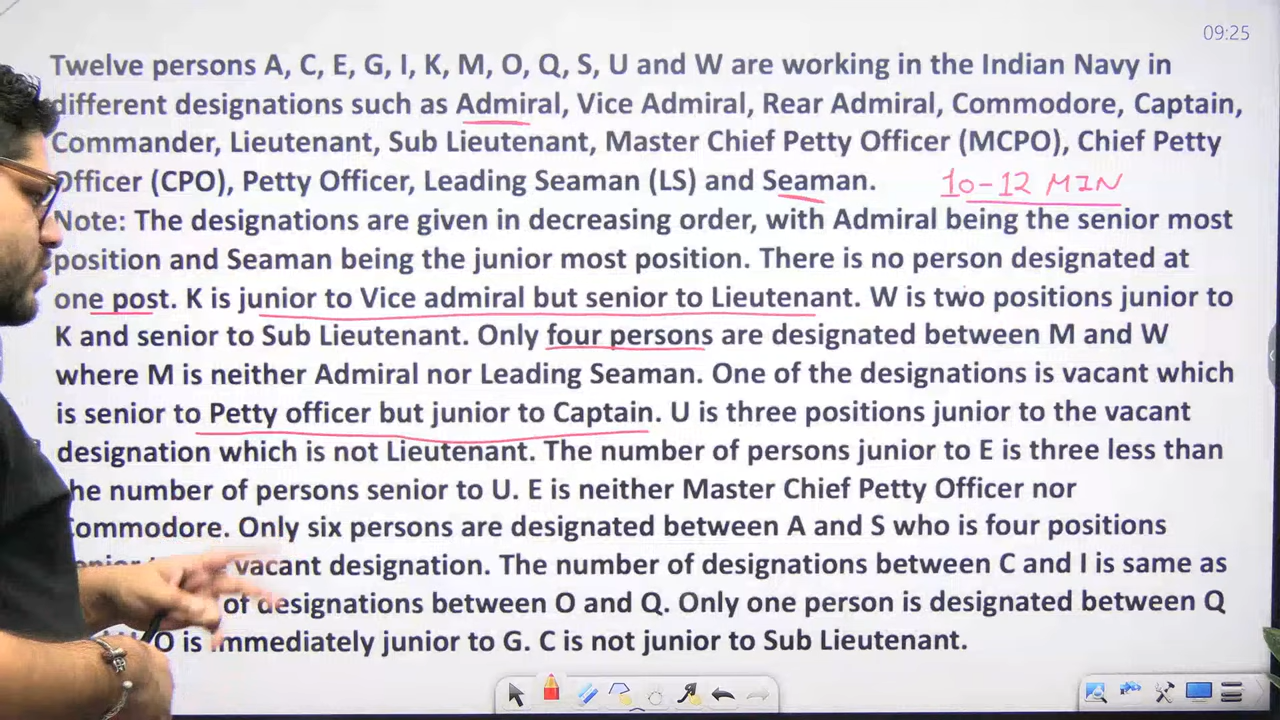 09:25
Twelve persons A, C, E, G, I, K, M, O, Q, S, U and W are working in the Indian Navy in
different designations such as Admiral, Vice Admiral, Rear Admiral, Commodore, Captain,
Commander, Lieutenant, Sub Lieutenant, Master Chief Petty Officer (MCPO), Chief Petty
Officer (CPO), Petty Officer, Leading Seaman (LS) and Seaman. 10-12 MIN
Note: The designations are given in decreasing order, with Admiral being the senior most
position and Seaman being the junior most position. There is no person designated at
one post. K is junior to Vice admiral but senior to Lieutenant. W is two positions junior to
K and senior to Sub Lieutenant. Only four persons are designated between M and W
where M is neither Admiral nor Leading Seaman. One of the designations is vacant which
is senior to Petty officer but junior to Captain. U is three positions junior to the vacant
designation which is not Lieutenant. The number of persons junior to E is three less than
the number of persons senior to U. E is neither Master Chief Petty Officer nor
Commodore. Only six persons are designated between A and S who is four positions
vacant designation. The number of designations between C and I is same as
of designations between O and Q. Only one person is designated between Q
O is immediately junior to G. C is not junior to Sub Lieutenant.